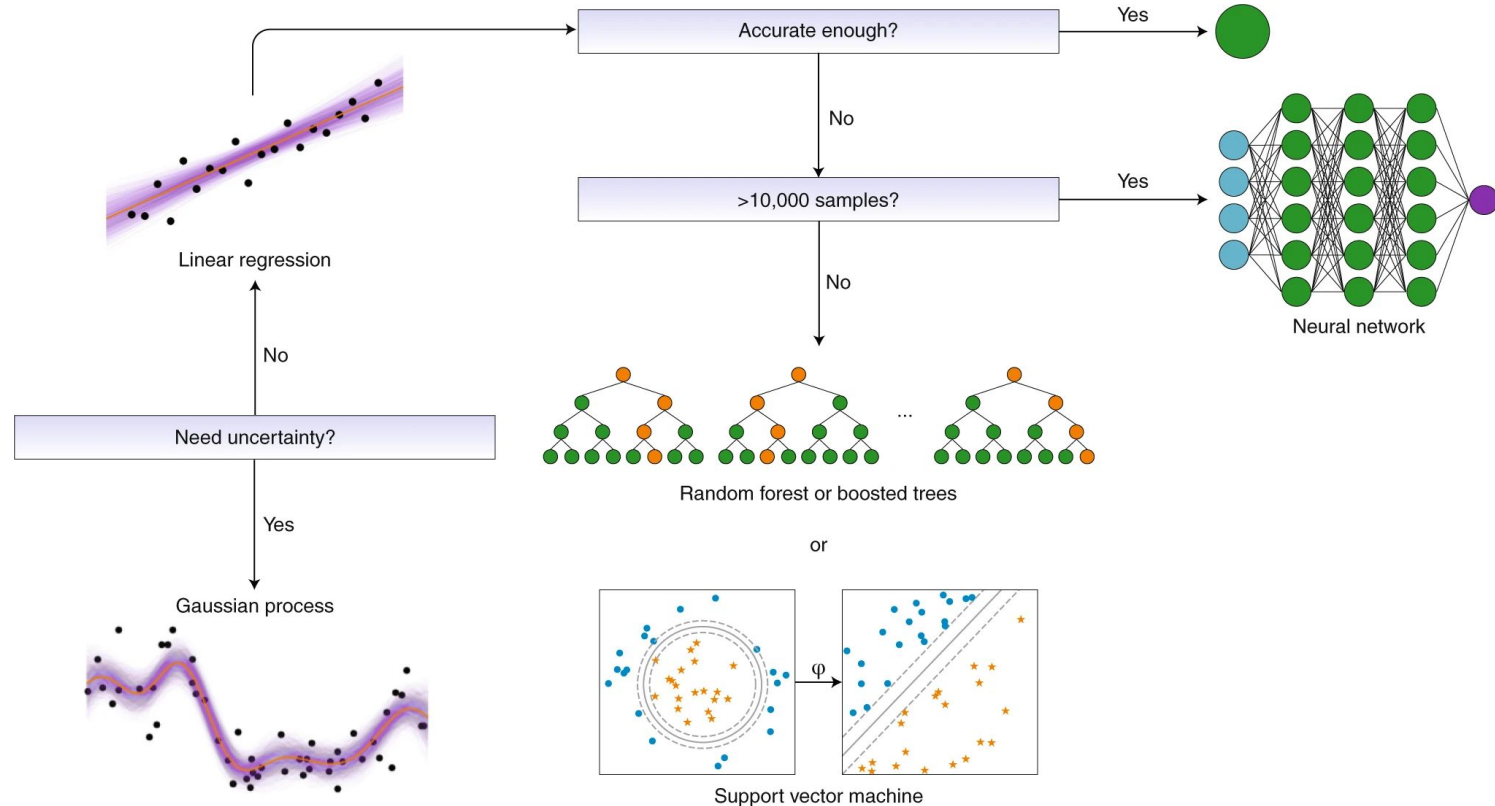 Accurate enough?
Yes
No
>10,000 samples?
Yes
Linear regression
No
Neural network
No
Need uncertainty?
...
Random forest or boosted trees
Yes
or
Gaussian process
φ
Support vector machine